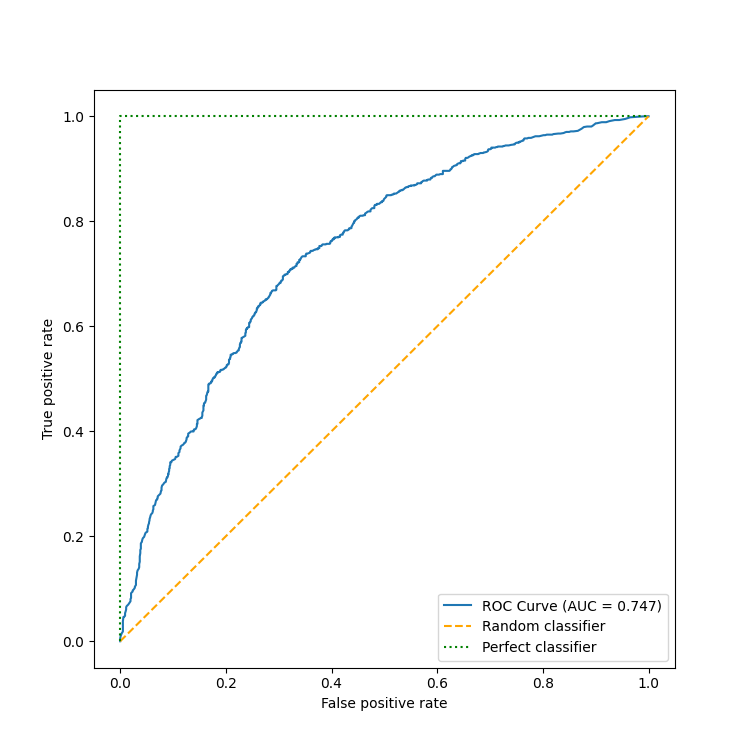 1.0
0.8
0.6
0.4
0.2
0.0
True positive rate
0.0 0.2 0.4 0.6 0.8 1.0
False positive rate
ROC Curve (AUC = 0.747)
Random classifier
Perfect classifier